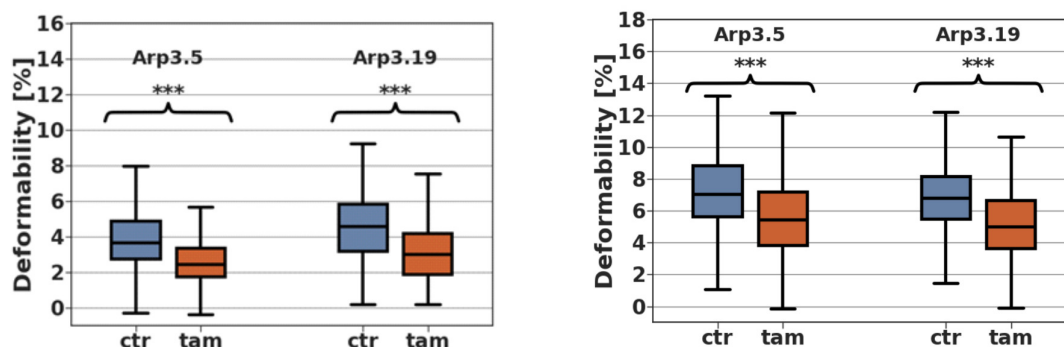 Deformability [%]
16
14
12
10
8
6
4
2
0
Arp3.5
***
Arp3.19
***
ctr
tam
ctr
tam
Deformability [%]
18
16
14
12
10
8
6
4
2
0
Arp3.5
***
Arp3.19
***
ctr
tam
ctr
tam